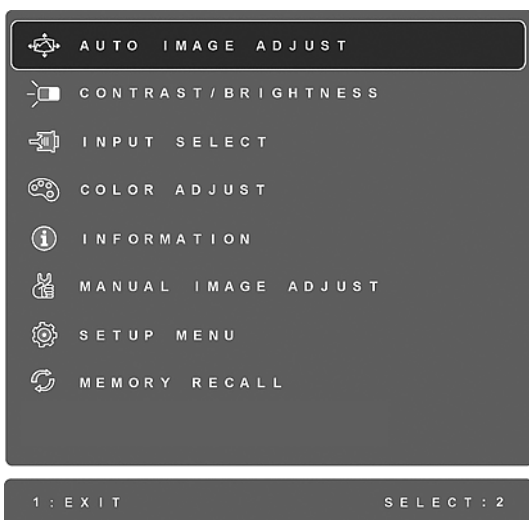 AUTO IMAGE ADJUST
CONTRAST/BRIGHTNESS
INPUT SELECT
COLOR ADJUST
INFORMATION
MANUAL IMAGE ADJUST
SETUP MENU
MEMORY RECALL
1:EXIT SELECT:2